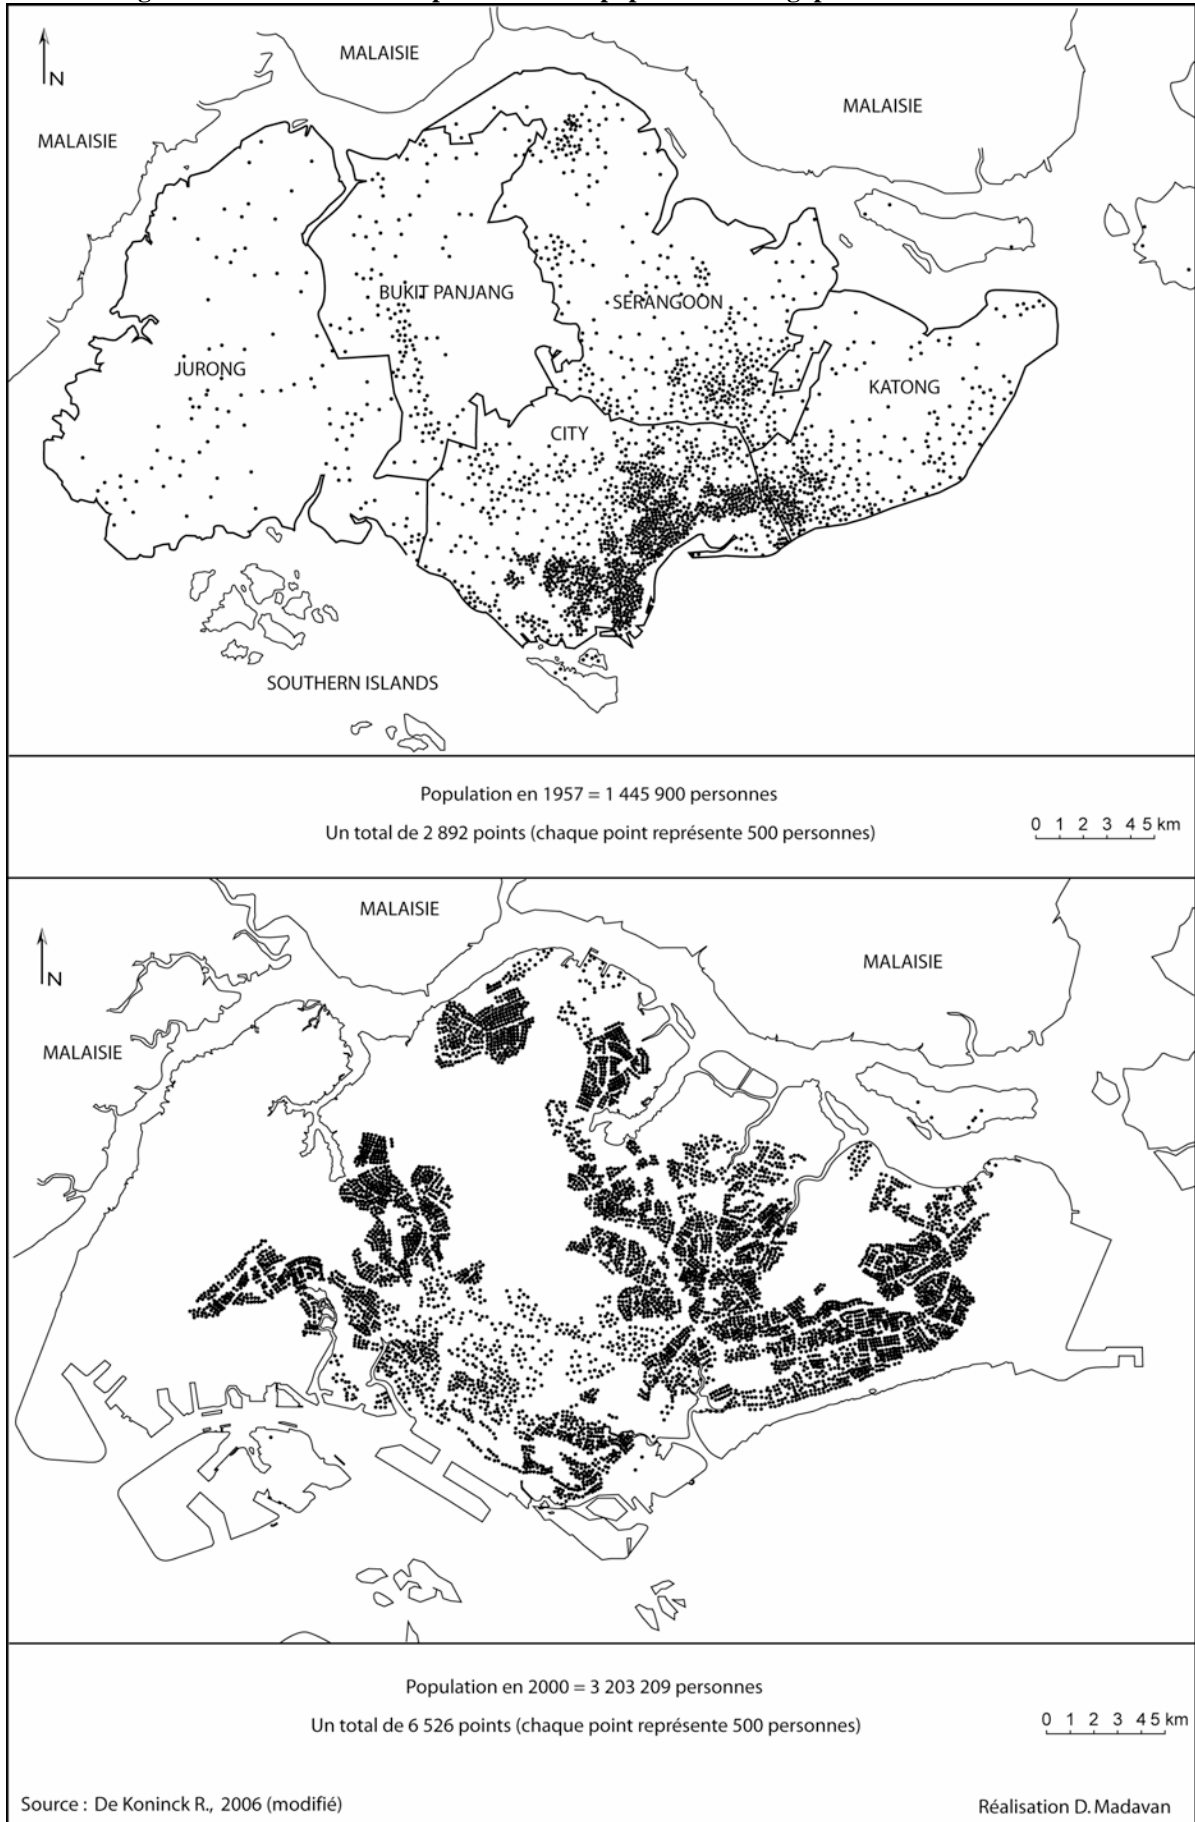 N
MALAISIE
MALAISIE
MALAISIE
BUKIT PANJANG
SERANGOON
JURONG
KATONG
CITY
SOUTHERN ISLANDS
Population en 1957 = 1 445 900 personnes
Un total de 2 892 points (chaque point représente 500 personnes)
0 1 2 3 4 5 km
MALAISIE
MALAISIE
N
MALAISIE
Population en 2000 = 3 203 209 personnes
Un total de 6 526 points (chaque point représente 500 personnes)
0 1 2 3 4 5 km
Source : De Koninck R., 2006 (modifié)
Réalisation D. Madavan